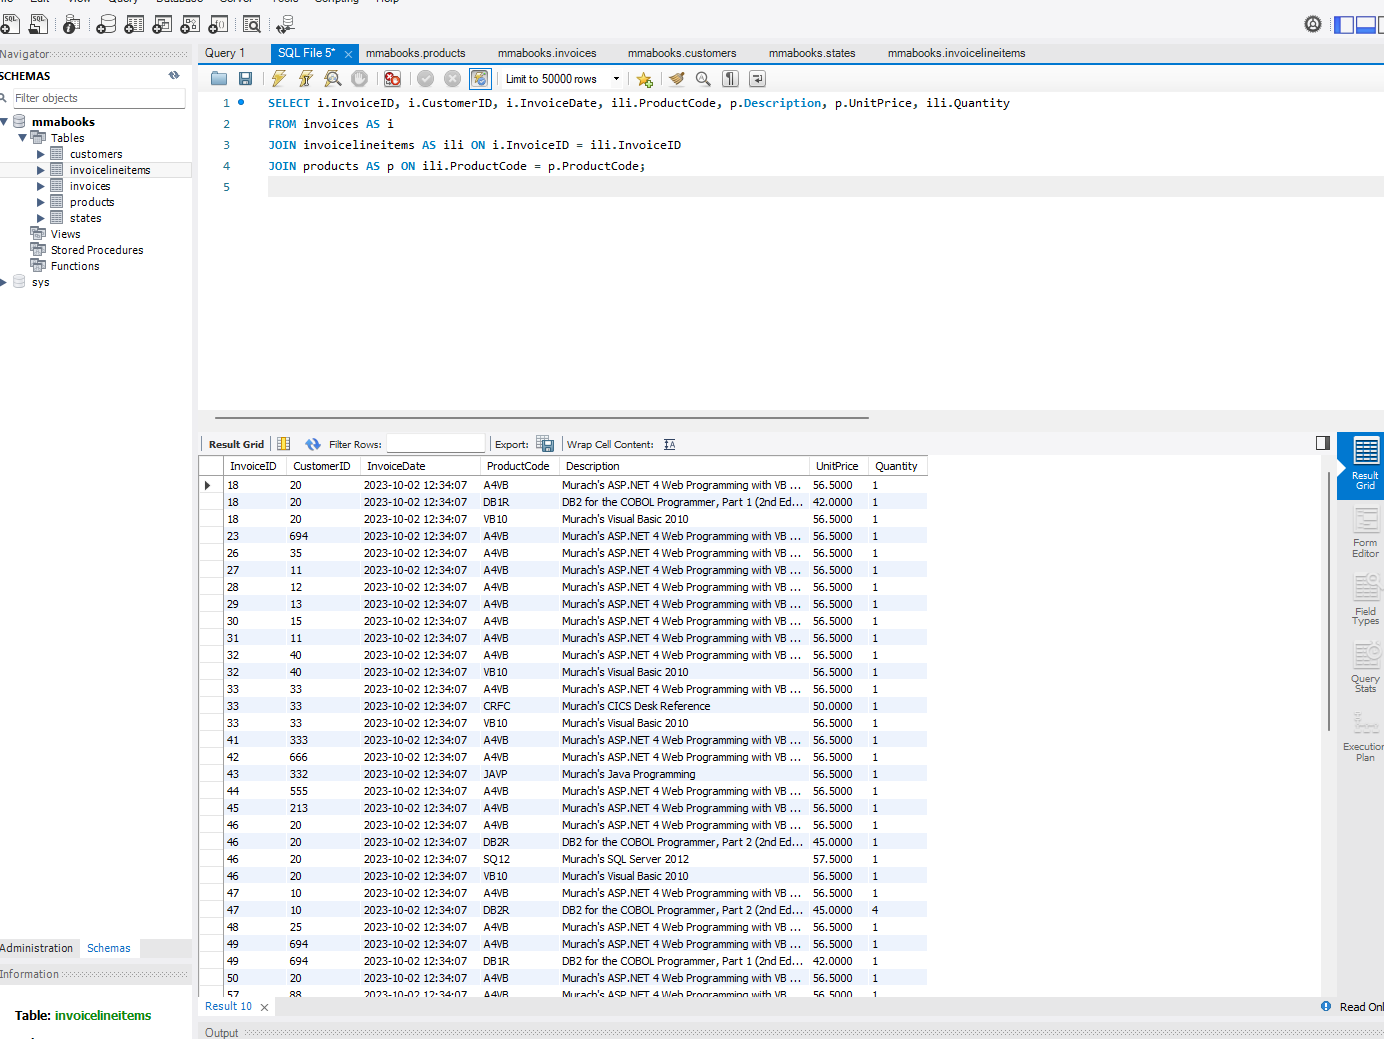 Edit View Query Database Server Tools Scripting Help
Navigator
SCHEMAS
Filter objects
mmabooks
Tables
customers
invoicelineitems
invoices
products
states
Views
Stored Procedures
Functions
sys
Administration Schemas
Information
Table: invoicelineitems
Query 1 SQL File 5* mmabooks.products mmabooks.invoices mmabooks.customers mmabooks.states mmabooks.invoicelineitems
Limit to 50000 rows
1 SELECT i.InvoiceID, i.CustomerID, i.InvoiceDate, ili.ProductCode, p.Description, p.UnitPrice, ili.Quantity
2 FROM invoices AS i
3 JOIN invoicelineitems AS ili ON i.InvoiceID = ili.InvoiceID
4 JOIN products AS p ON ili.ProductCode = p.ProductCode;
5
Result Grid Filter Rows: Export: Wrap Cell Content:
InvoiceID CustomerID InvoiceDate ProductCode Description UnitPrice Quantity
18 20 2023-10-02 12:34:07 A4VB Murach's ASP.NET 4 Web Programming with VB ... 56.5000 1
18 20 2023-10-02 12:34:07 DB1R DB2 for the COBOL Programmer, Part 1 (2nd Ed... 42.0000 1
18 20 2023-10-02 12:34:07 VB10 Murach's Visual Basic 2010 56.5000 1
23 694 2023-10-02 12:34:07 A4VB Murach's ASP.NET 4 Web Programming with VB ... 56.5000 1
26 35 2023-10-02 12:34:07 A4VB Murach's ASP.NET 4 Web Programming with VB ... 56.5000 1
27 11 2023-10-02 12:34:07 A4VB Murach's ASP.NET 4 Web Programming with VB ... 56.5000 1
28 12 2023-10-02 12:34:07 A4VB Murach's ASP.NET 4 Web Programming with VB ... 56.5000 1
29 13 2023-10-02 12:34:07 A4VB Murach's ASP.NET 4 Web Programming with VB ... 56.5000 1
30 15 2023-10-02 12:34:07 A4VB Murach's ASP.NET 4 Web Programming with VB ... 56.5000 1
31 11 2023-10-02 12:34:07 A4VB Murach's ASP.NET 4 Web Programming with VB ... 56.5000 1
32 40 2023-10-02 12:34:07 A4VB Murach's ASP.NET 4 Web Programming with VB ... 56.5000 1
32 40 2023-10-02 12:34:07 VB10 Murach's Visual Basic 2010 56.5000 1
33 33 2023-10-02 12:34:07 A4VB Murach's ASP.NET 4 Web Programming with VB ... 56.5000 1
33 33 2023-10-02 12:34:07 CRFC Murach's CICS Desk Reference 50.0000 1
33 33 2023-10-02 12:34:07 VB10 Murach's Visual Basic 2010 56.5000 1
41 333 2023-10-02 12:34:07 A4VB Murach's ASP.NET 4 Web Programming with VB ... 56.5000 1
42 666 2023-10-02 12:34:07 A4VB Murach's ASP.NET 4 Web Programming with VB ... 56.5000 1
43 332 2023-10-02 12:34:07 JAVP Murach's Java Programming 56.5000 1
44 555 2023-10-02 12:34:07 A4VB Murach's ASP.NET 4 Web Programming with VB ... 56.5000 1
45 213 2023-10-02 12:34:07 A4VB Murach's ASP.NET 4 Web Programming with VB ... 56.5000 1
46 20 2023-10-02 12:34:07 A4VB Murach's ASP.NET 4 Web Programming with VB ... 56.5000 1
46 20 2023-10-02 12:34:07 DB2R DB2 for the COBOL Programmer, Part 2 (2nd Ed... 45.0000 1
46 20 2023-10-02 12:34:07 SQ12 Murach's SQL Server 2012 57.5000 1
46 20 2023-10-02 12:34:07 VB10 Murach's Visual Basic 2010 56.5000 1
47 10 2023-10-02 12:34:07 A4VB Murach's ASP.NET 4 Web Programming with VB ... 56.5000 1
47 10 2023-10-02 12:34:07 DB2R DB2 for the COBOL Programmer, Part 2 (2nd Ed... 45.0000 4
48 25 2023-10-02 12:34:07 A4VB Murach's ASP.NET 4 Web Programming with VB ... 56.5000 1
49 694 2023-10-02 12:34:07 A4VB Murach's ASP.NET 4 Web Programming with VB ... 56.5000 1
49 694 2023-10-02 12:34:07 DB1R DB2 for the COBOL Programmer, Part 1 (2nd Ed... 42.0000 1
50 20 2023-10-02 12:34:07 A4VB Murach's ASP.NET 4 Web Programming with VB ... 56.5000 1
57 88 2023-10-02 12:34:07 A4VB Murach's ASP.NET 4 Web Programming with VB ... 56.5000 1
Result 10
Output
Result
Grid
Form
Editor
Field
Types
Query
Stats
Execution
Plan
Read Onl